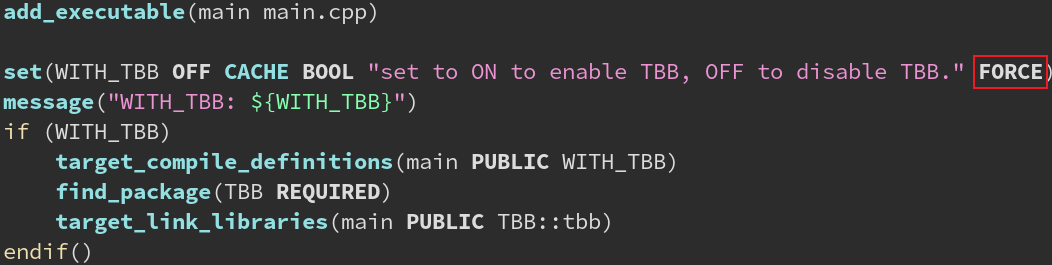 add_executable(main main.cpp)
set(WITH_TBB OFF CACHE BOOL "set to ON to enable TBB, OFF to disable TBB." FORCE)
message("WITH_TBB: ${WITH_TBB}")
if (WITH_TBB)
    target_compile_definitions(main PUBLIC WITH_TBB)
    find_package(TBB REQUIRED)
    target_link_libraries(main PUBLIC TBB::tbb)
endif()